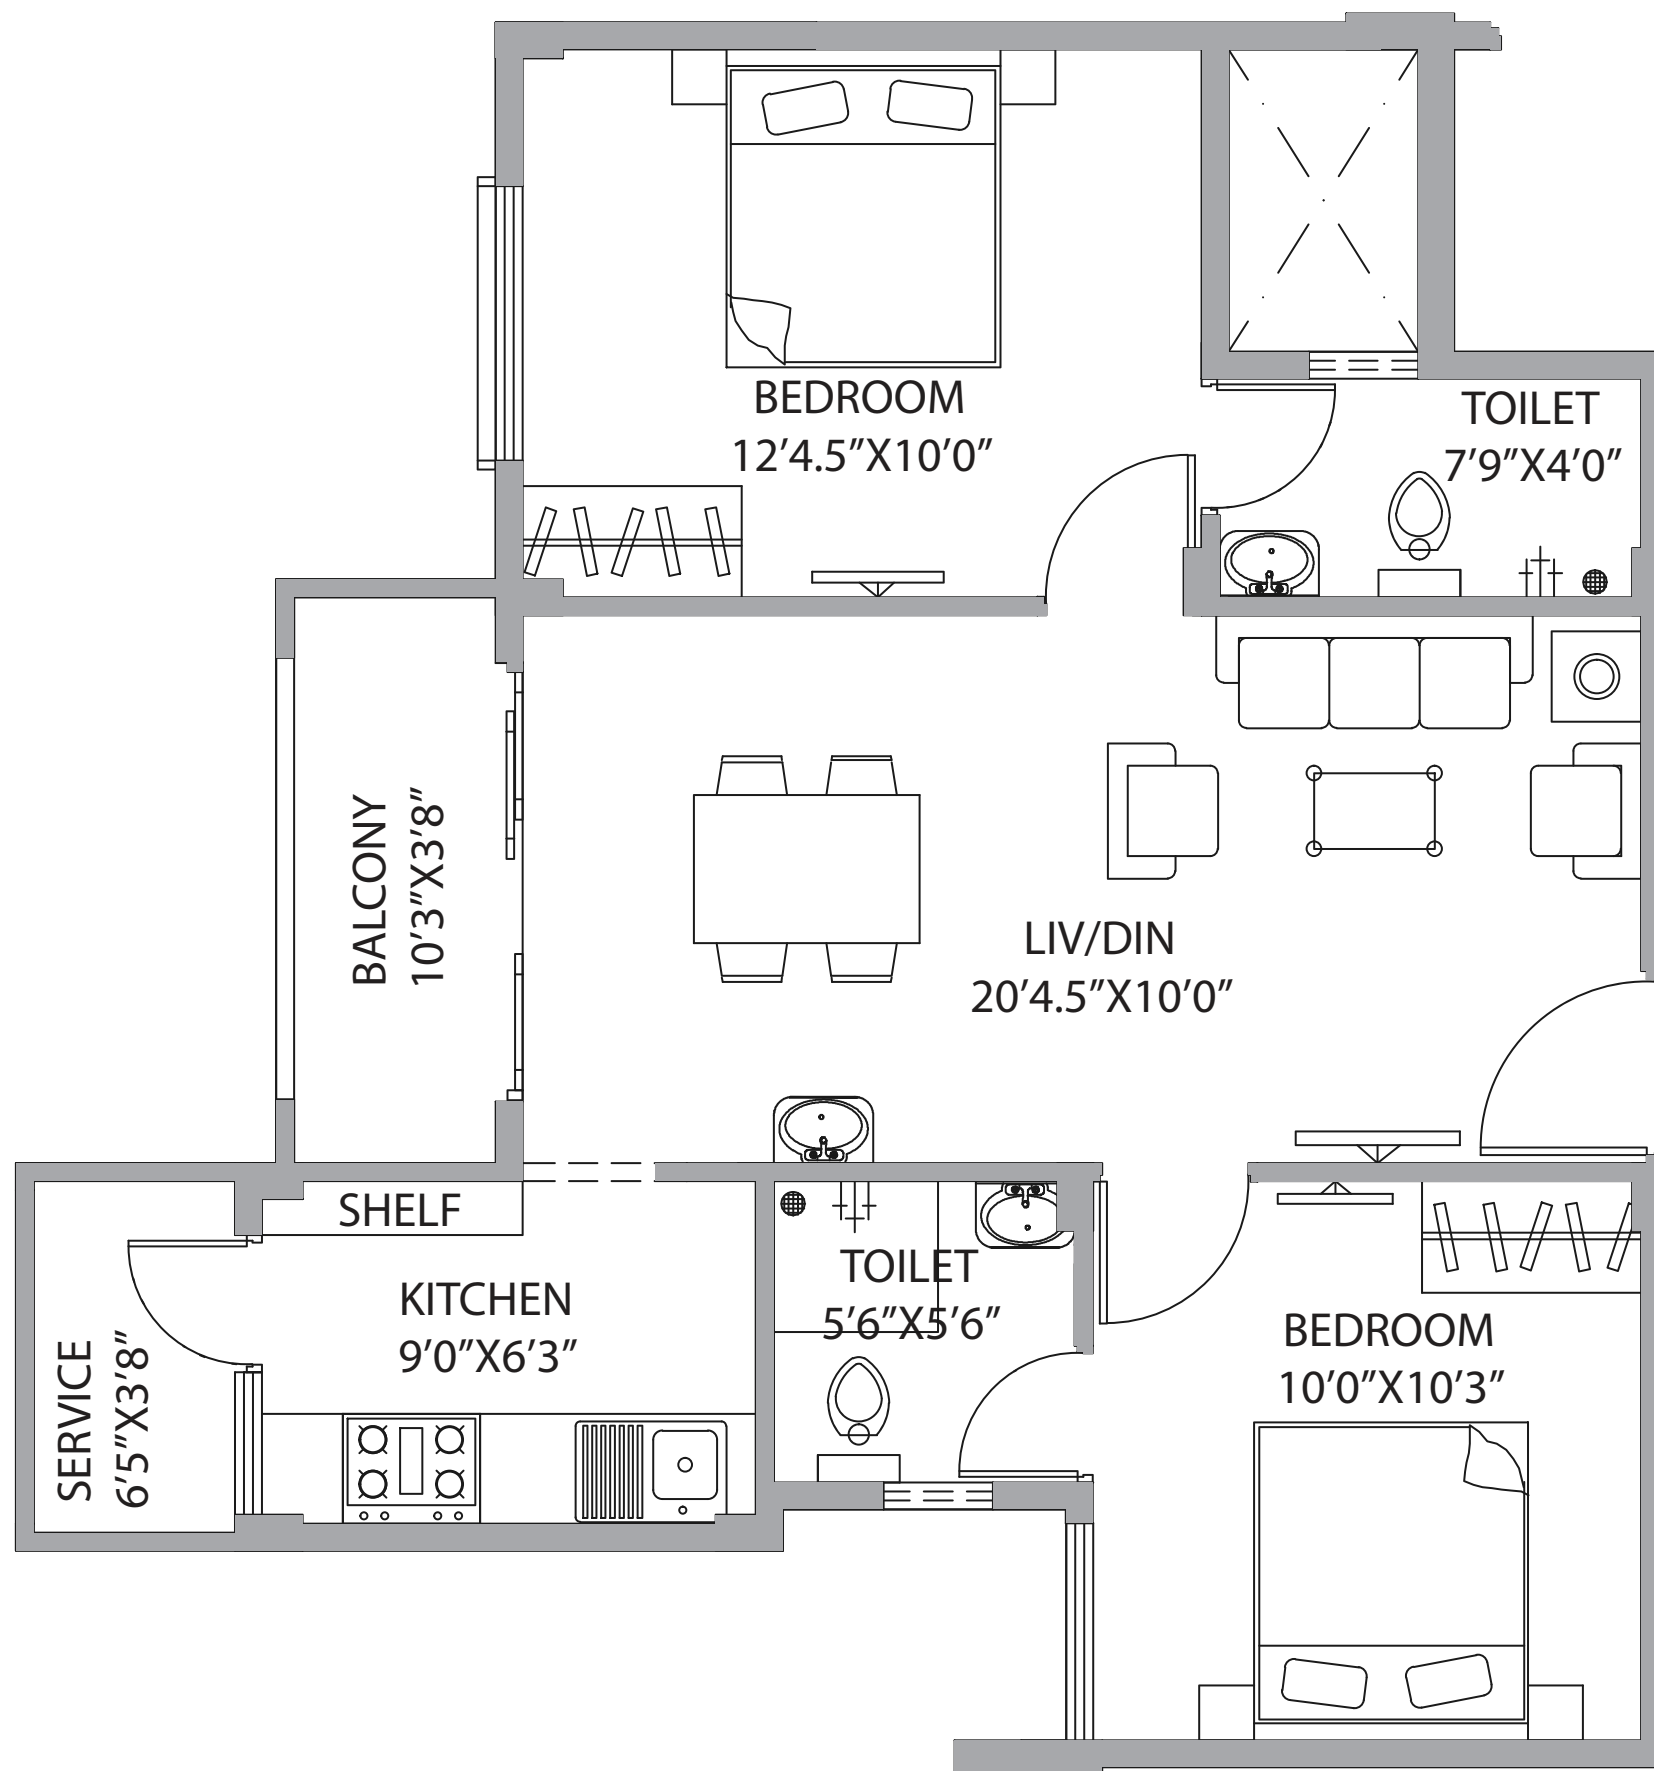 BEDROOM
12’4.5”X10’0”
TOILET
7’9”X4’0”
BALCONY
10’3”X3’8”
LIV/DIN
20’4.5”X10’0”
SHELF
KITCHEN
9’0”X6’3”
SERVICE
6’5”X3’8”
TOILET
5’6”X5’6”
BEDROOM
10’0”X10’3”